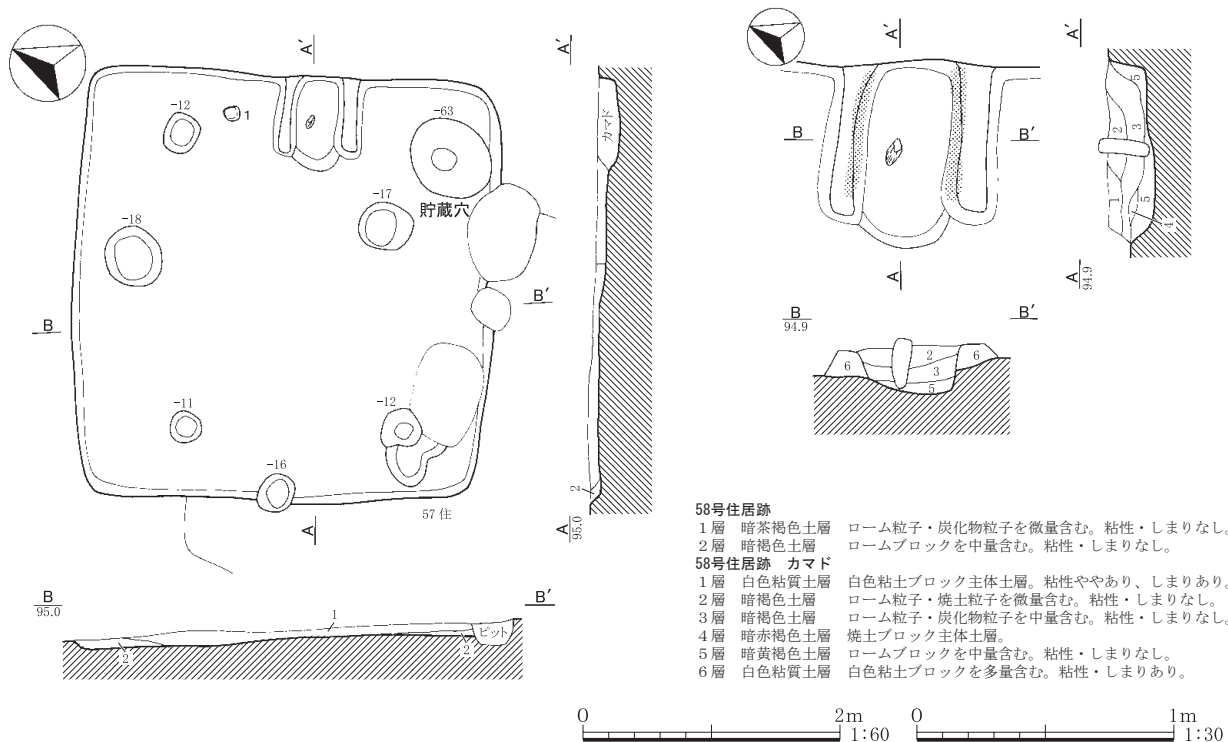 A'
-12
1
-63
貯蔵穴
-17
-18
B
B'
-11
-12
-16
A
57住
A'
カマド
2
A
95.0
B
95.0
B'
1
2
2
ピット
A'
B
B'
A
A'
5
2
3
1
5
4
A
94.9
B
94.9
B'
6
2
6
3
5
58号住居跡
1層 暗茶褐色土層 ローム粒子・炭化物粒子を微量含む。粘性・しまりなし。
2層 暗褐色土層 ロームブロックを中量含む。粘性・しまりなし。
58号住居跡 カマド
1層 白色粘質土層 白色粘土ブロック主体土層。粘性ややあり、しまりあり。
2層 暗褐色土層 ローム粒子・焼土粒子を微量含む。粘性・しまりなし。
3層 暗褐色土層 ローム粒子・炭化物粒子を中量含む。粘性・しまりなし。
4層 暗赤褐色土層 焼土ブロック主体土層。
5層 暗黄褐色土層 ロームブロックを中量含む。粘性・しまりなし。
6層 白色粘質土層 白色粘土ブロックを多量含む。粘性・しまりあり。
0 2m
1:60
0 1m
1:30